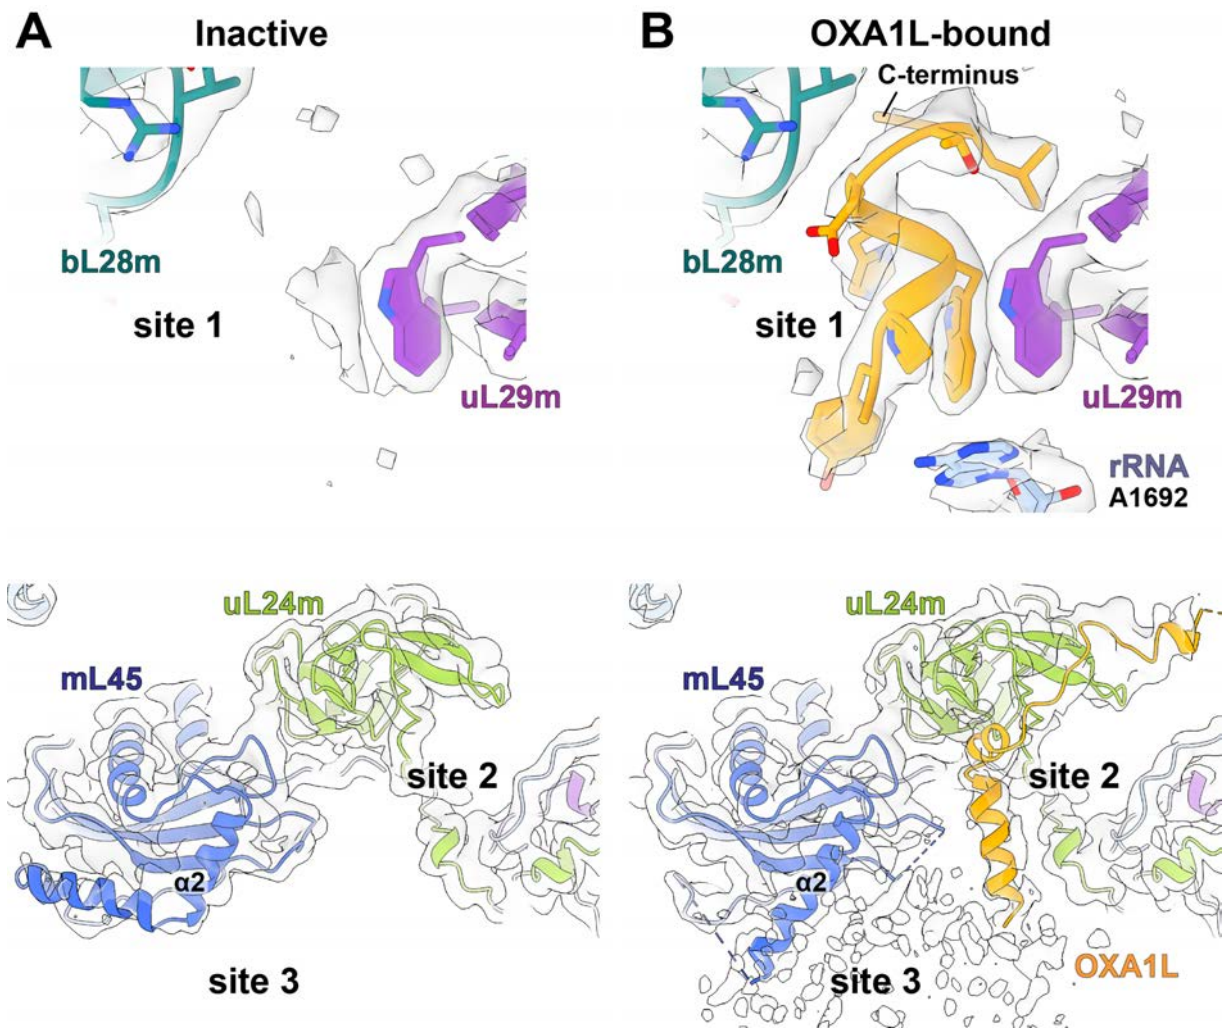 A Inactive
B OXA1L-bound
C-terminus
bL28m
site 1
uL29m
bL28m
site 1
uL29m
rRNA
A1692
uL24m
mL45
site 2
α2
site 3
uL24m
mL45
site 2
α2
site 3
OXA1L